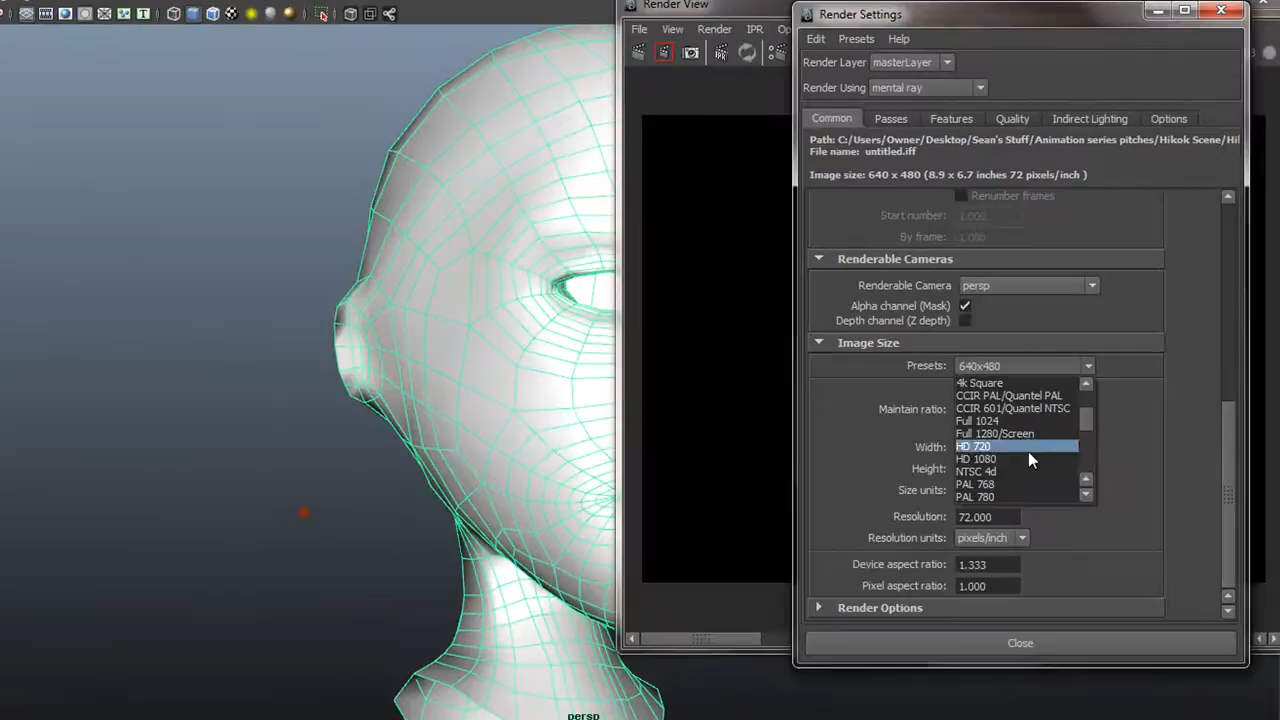 Render View
File View Render IPR Op
Render Settings
Edit Presets Help
Render Layer masterLayer
Render Using mental ray
Common Passes Features Quality Indirect Lighting Options
Path: C:/Users/Owner/Desktop/Sean's Stuff/Animation series pitches/Hikok Scene/Hi
File name: untitled.iff
Image size: 640 x 480 (8.9 x 6.7 inches 72 pixels/inch )
Renumber frames
Start number: 1.000
By frame: 1.000
Renderable Cameras
Renderable Camera persp
Alpha channel (Mask)
Depth channel (Z depth)
Image Size
Presets: 640x480
4k Square
CCIR PAL/Quantel PAL
Maintain ratio: CCIR 601/Quantel NTSC
Full 1024
Full 1280/Screen
Width: HD 720
HD 1080
Height: NTSC 4d
Size units: PAL 768
PAL 780
Resolution: 72.000
Resolution units: pixels/inch
Device aspect ratio: 1.333
Pixel aspect ratio: 1.000
Render Options
Close
persp